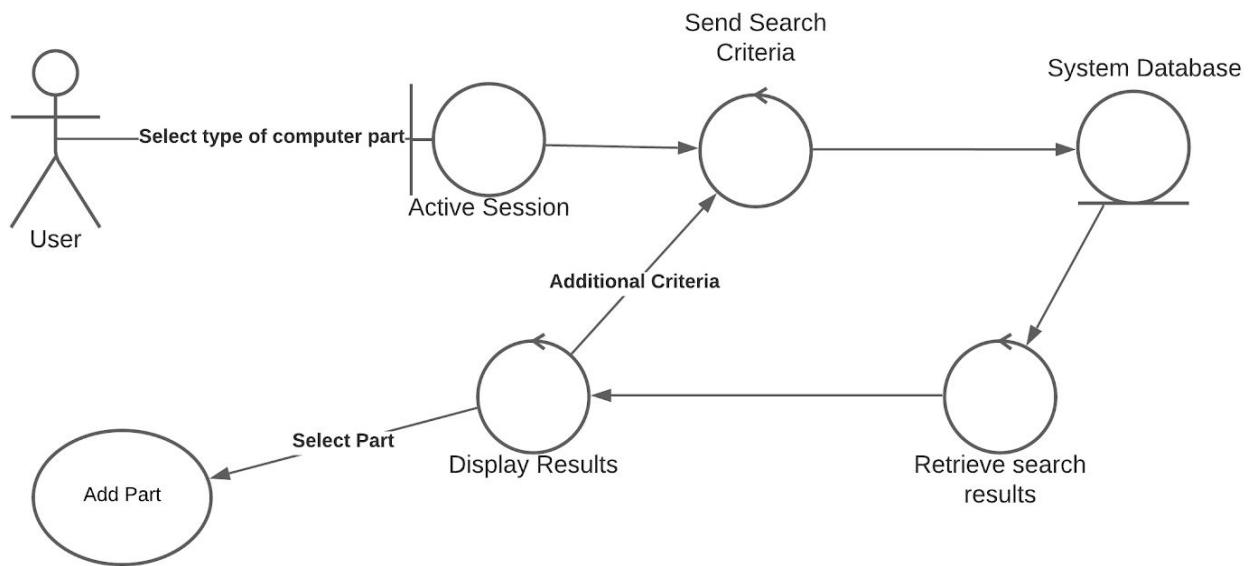 Send Search
Criteria
System Database
Select type of computer part
Active Session
User
Additional Criteria
Select Part
Display Results
Retrieve search
results
Add Part